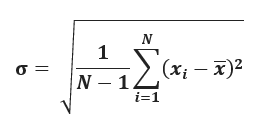 σ = √(1/(N − 1) ∑_{i=1}^{N} (xᵢ − x̅)²)